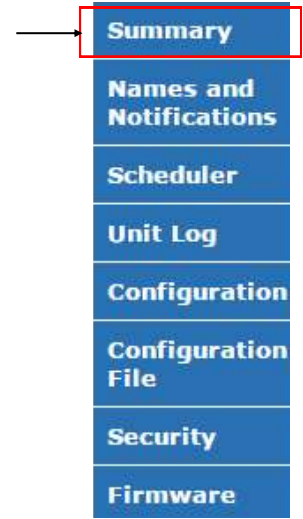 Summary
Names and
Notifications
Scheduler
Unit Log
Configuration
Configuration
File
Security
Firmware